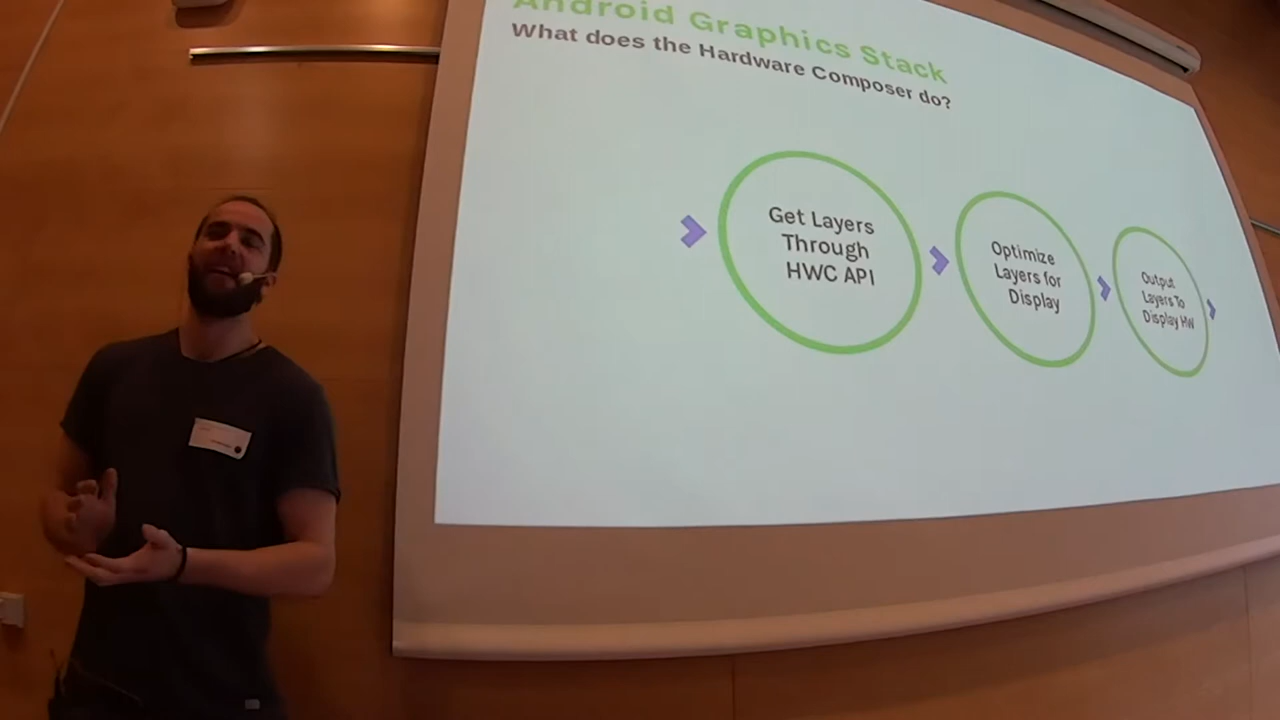 Android Graphics Stack
What does the Hardware Composer do?
Get Layers
Through
HWC API
Optimize
Layers for
Display
Output
Layers To
Display HW